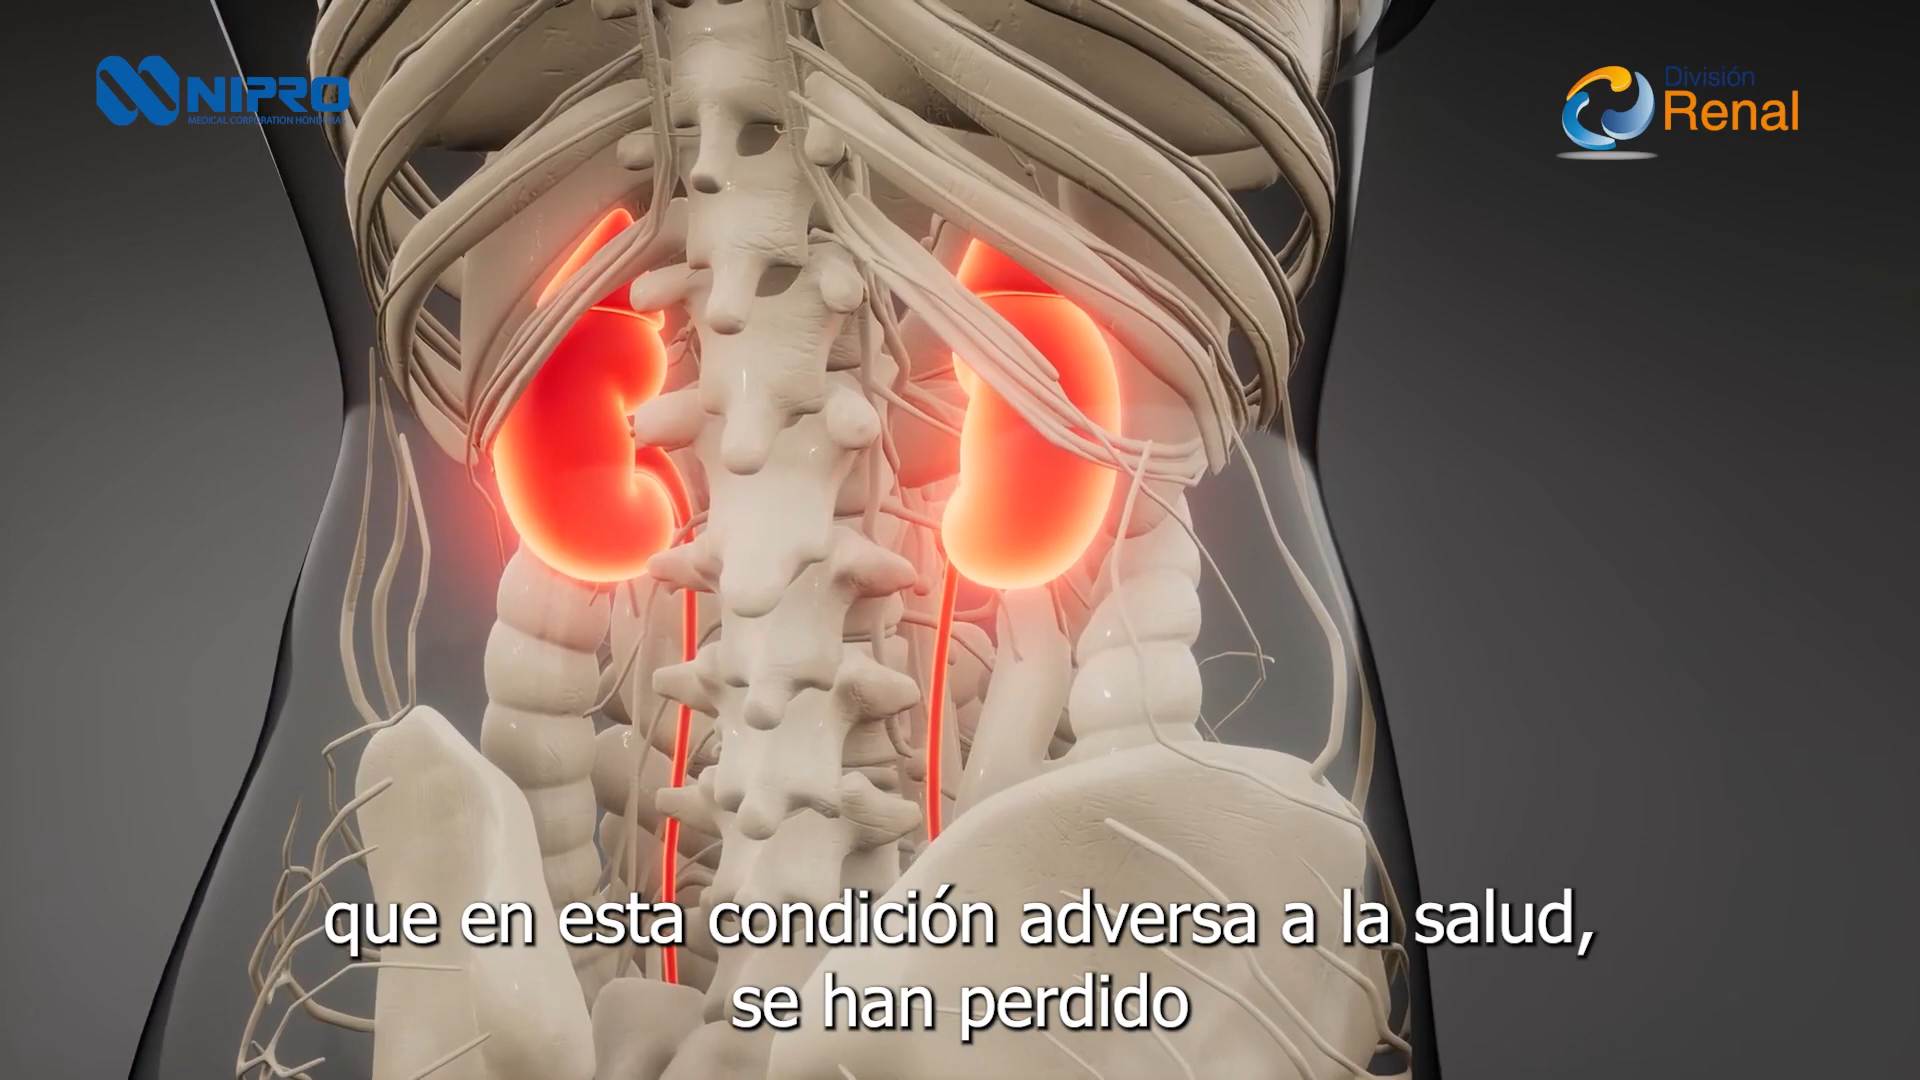 NIPRO
MEDICAL CORPORATION HONDURAS
División
Renal
que en esta condición adversa a la salud,
se han perdido